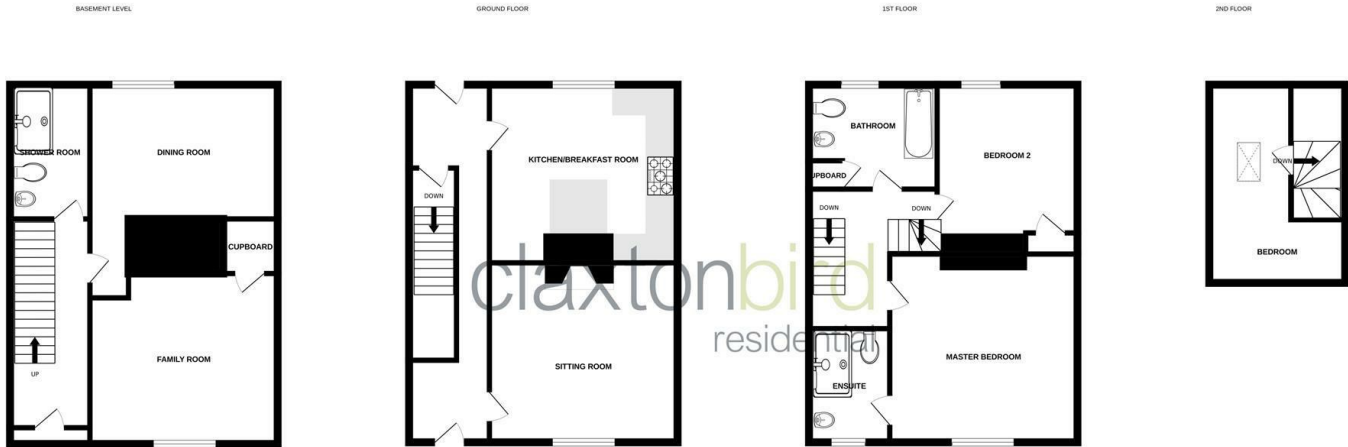 BASEMENT LEVEL
GROUND FLOOR
1ST FLOOR
2ND FLOOR
SHOWER ROOM
DINING ROOM
CUPBOARD
FAMILY ROOM
UP
KITCHEN/BREAKFAST ROOM
DOWN
SITTING ROOM
BATHROOM
UPBOARD
BEDROOM 2
DOWN
DOWN
MASTER BEDROOM
ENSUITE
DOWN
BEDROOM
claxtonbird
residential